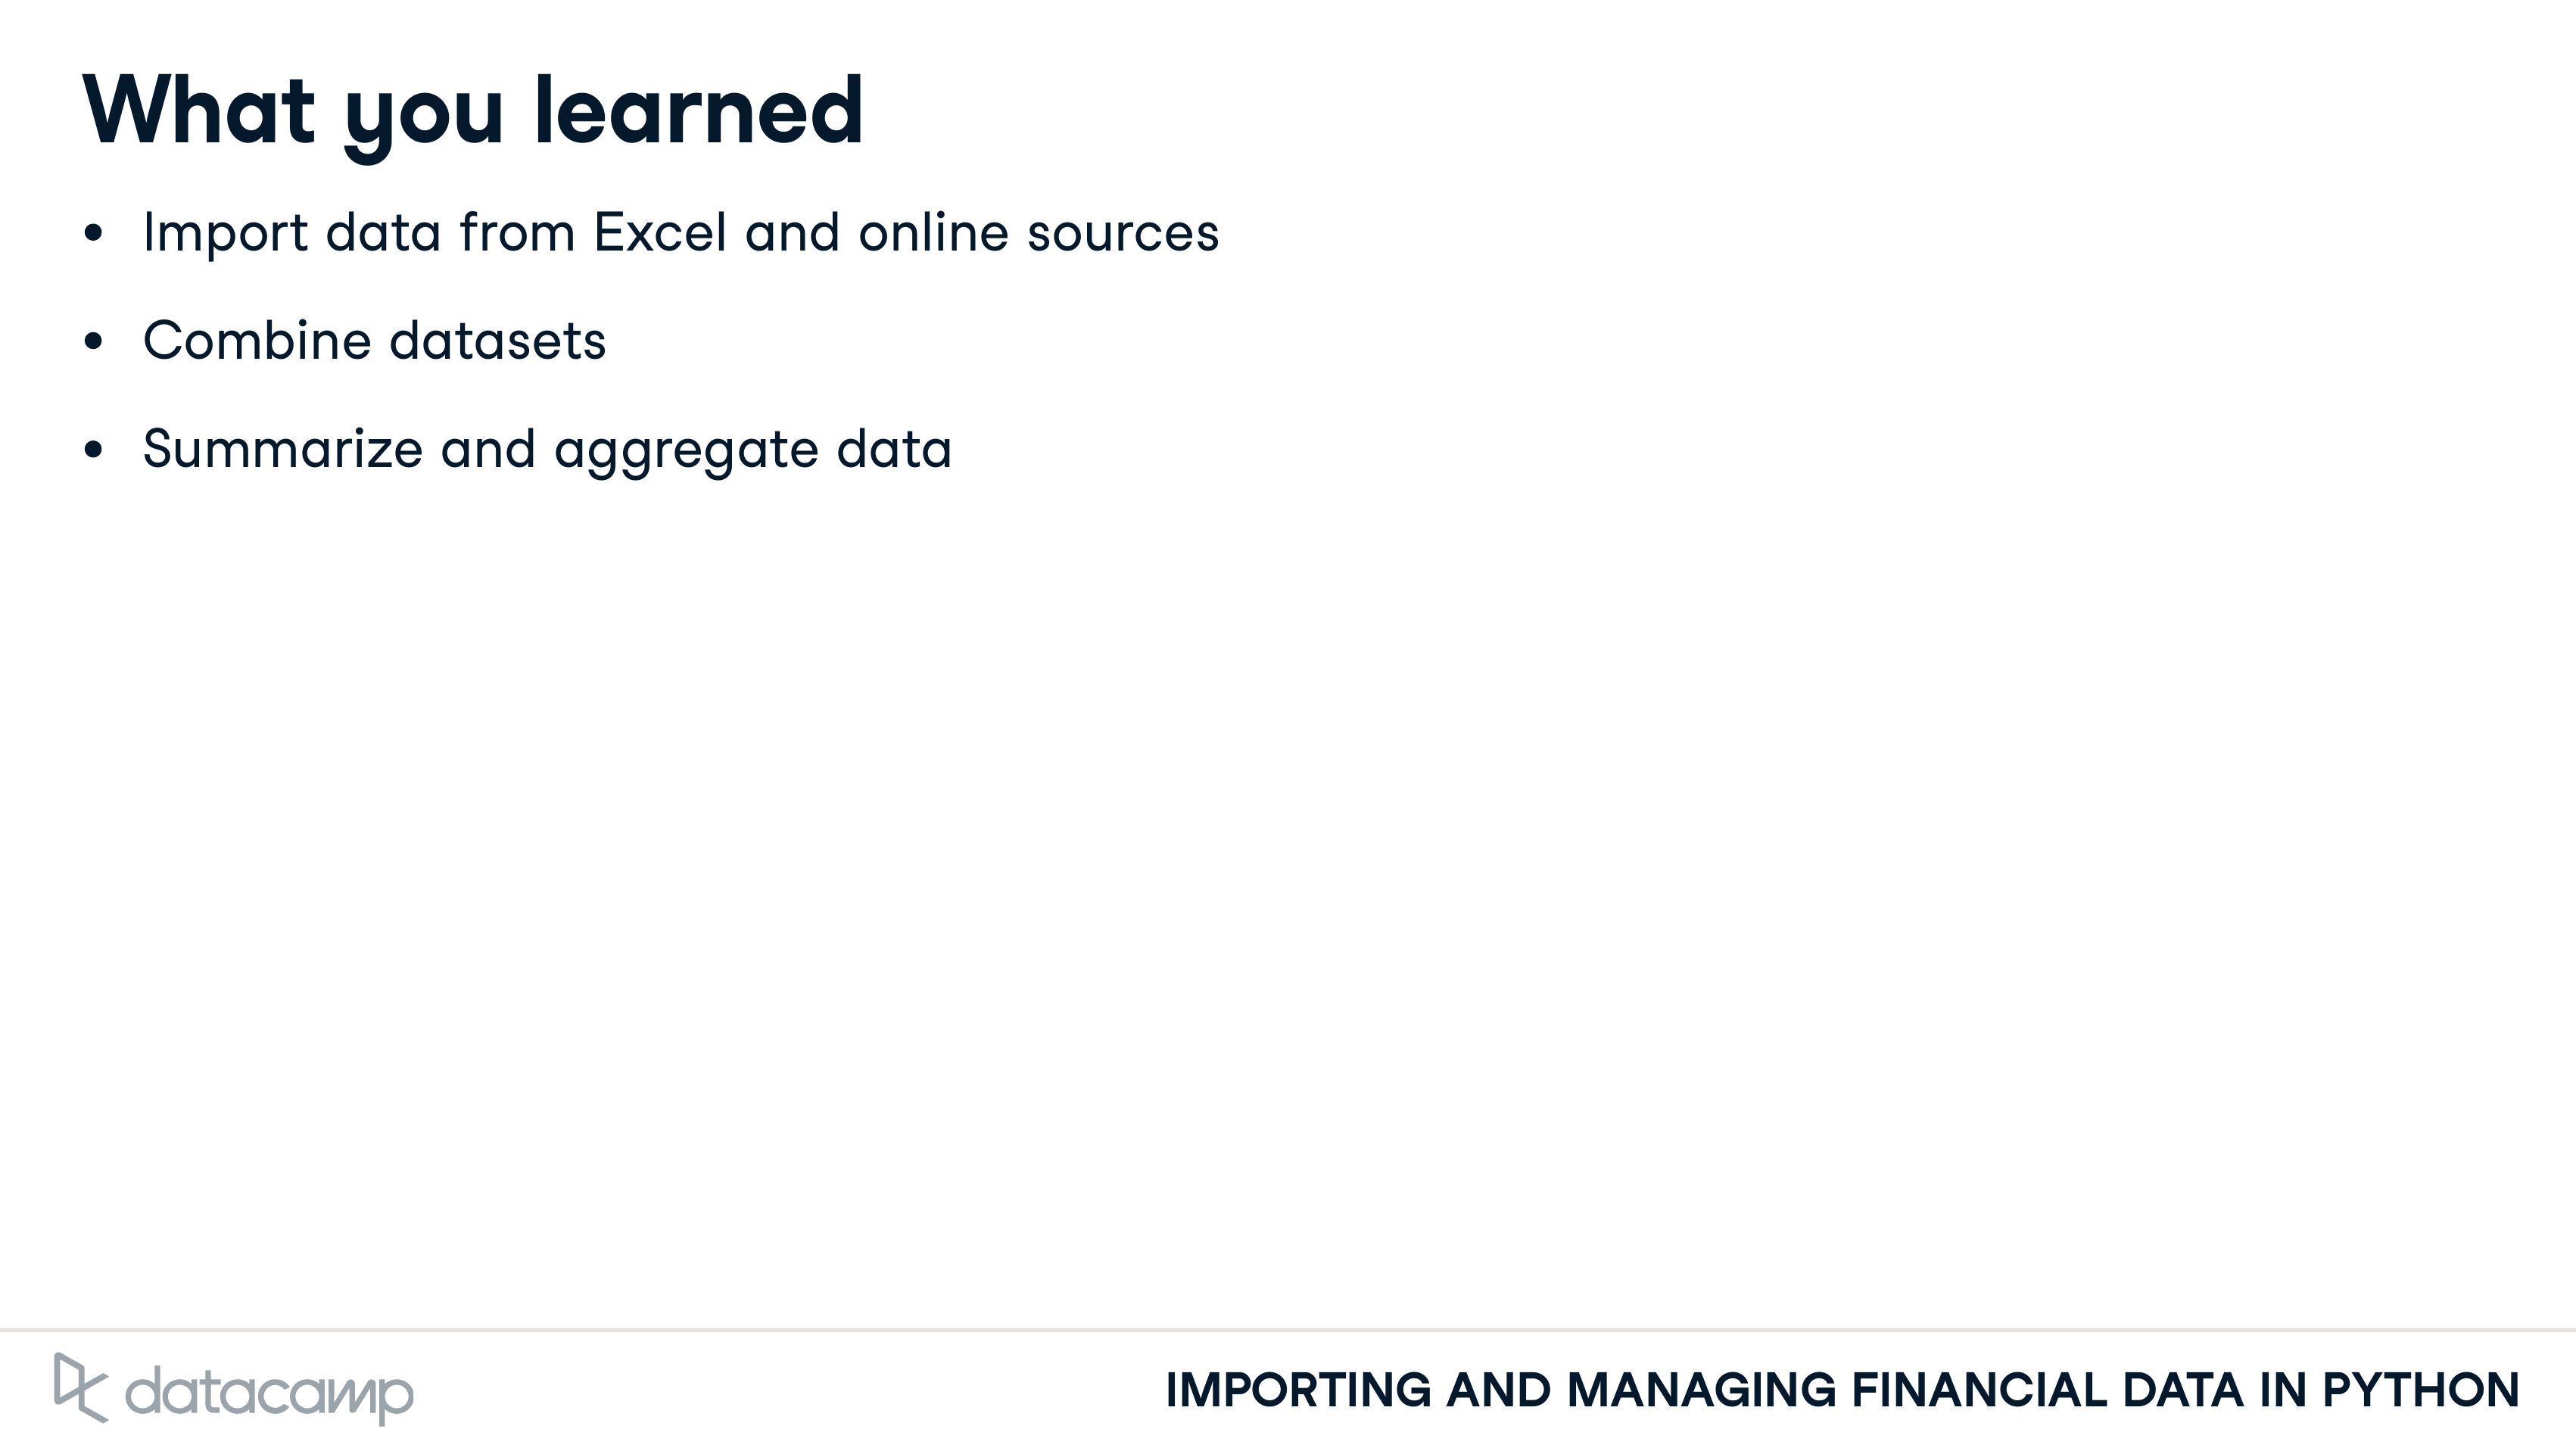 What you learned
• Import data from Excel and online sources
• Combine datasets
• Summarize and aggregate data
datacamp
IMPORTING AND MANAGING FINANCIAL DATA IN PYTHON